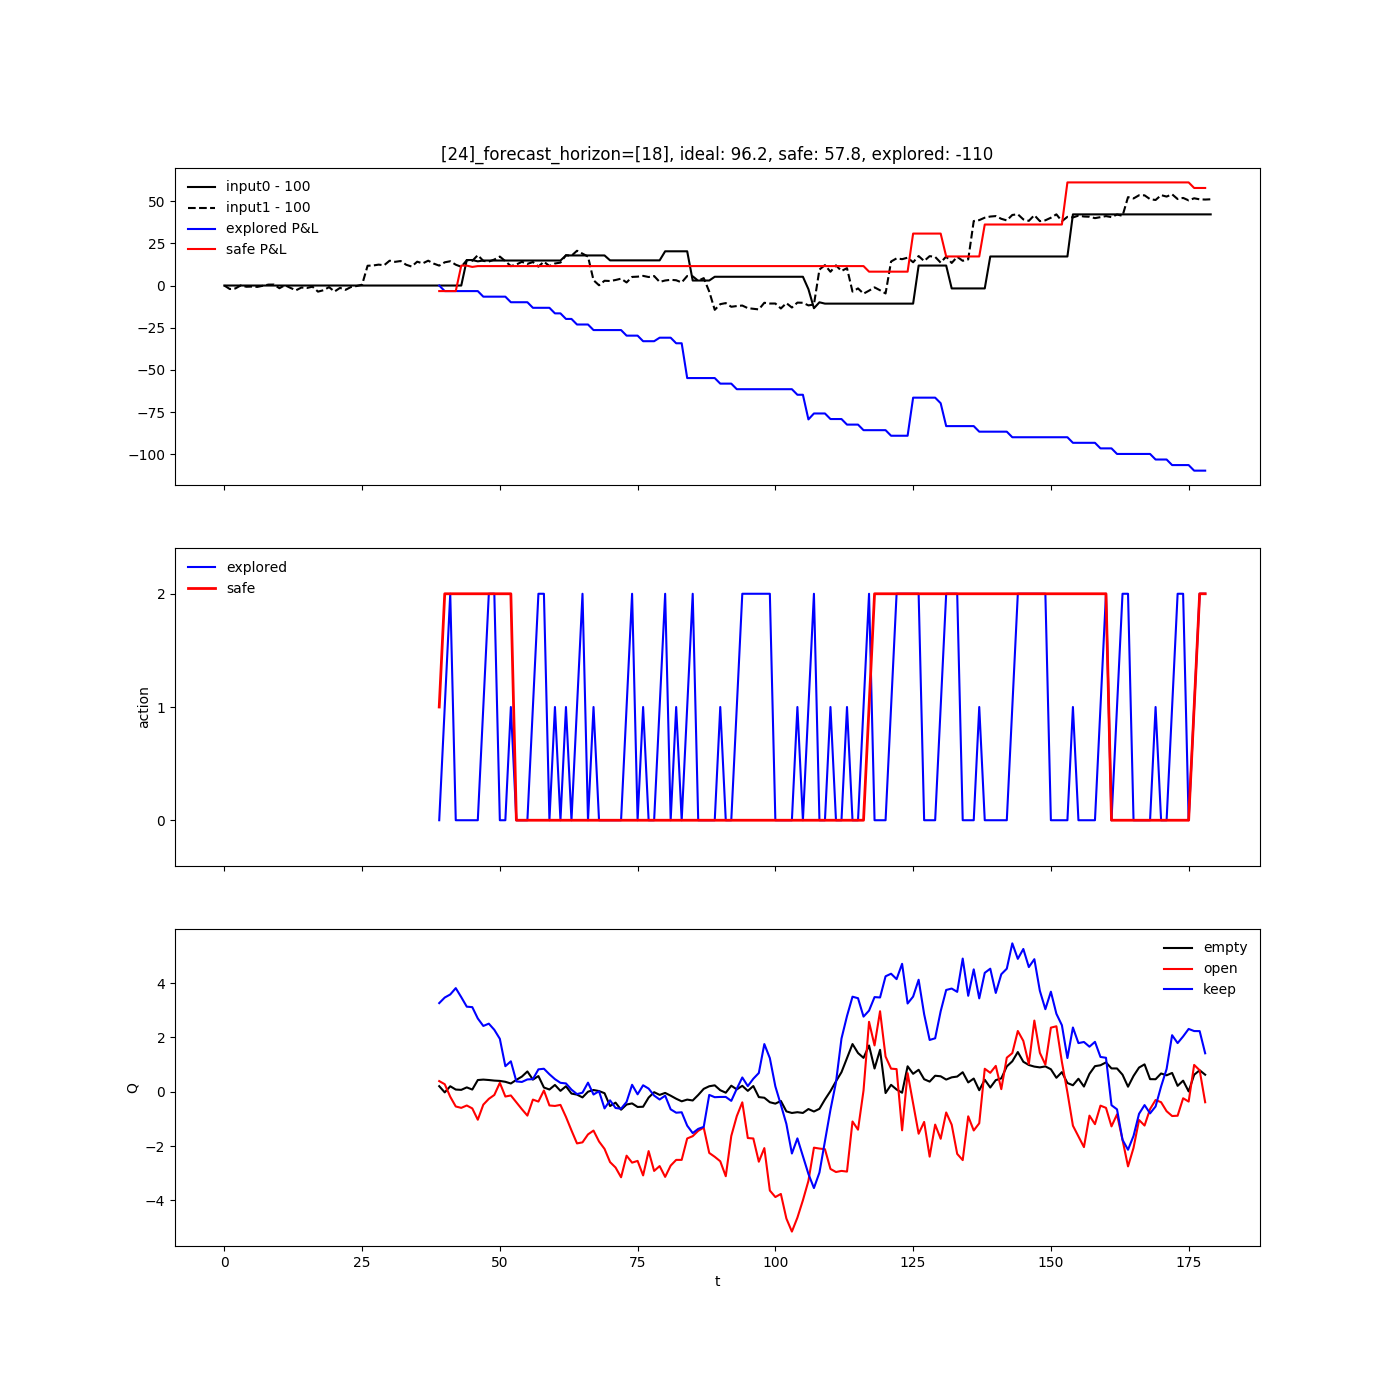 [24]_forecast_horizon=[18], ideal: 96.2, safe: 57.8, explored: -110
input0 - 100
input1 - 100
explored P&L
safe P&L
50
25
0
−25
−50
−75
−100
explored
safe
2
1
0
action
empty
open
keep
4
2
0
−2
−4
Q
0 25 50 75 100 125 150 175
t